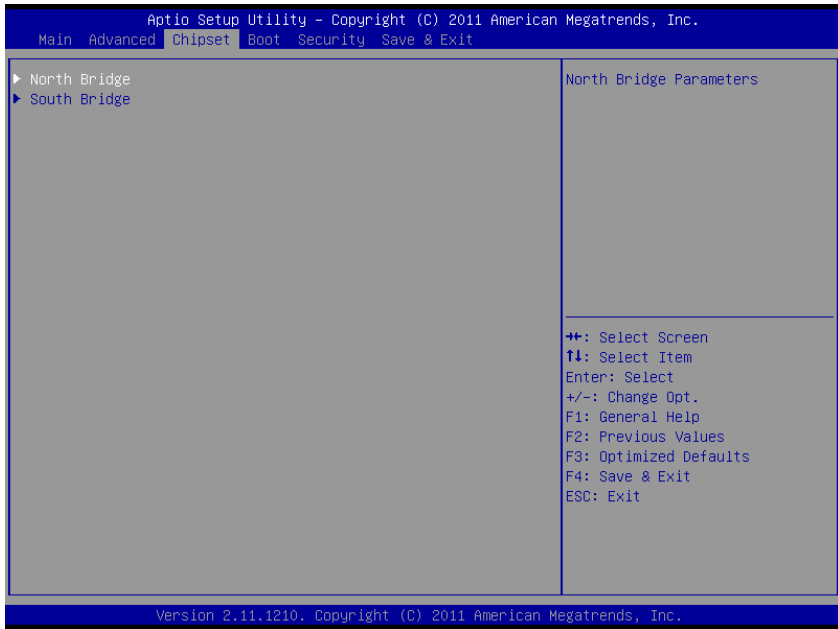 Aptio Setup Utility – Copyright (C) 2011 American Megatrends, Inc.
Main Advanced Chipset Boot Security Save & Exit
North Bridge
South Bridge
North Bridge Parameters
→←: Select Screen
↑↓: Select Item
Enter: Select
+/-: Change Opt.
F1: General Help
F2: Previous Values
F3: Optimized Defaults
F4: Save & Exit
ESC: Exit
Version 2.11.1210. Copyright (C) 2011 American Megatrends, Inc.